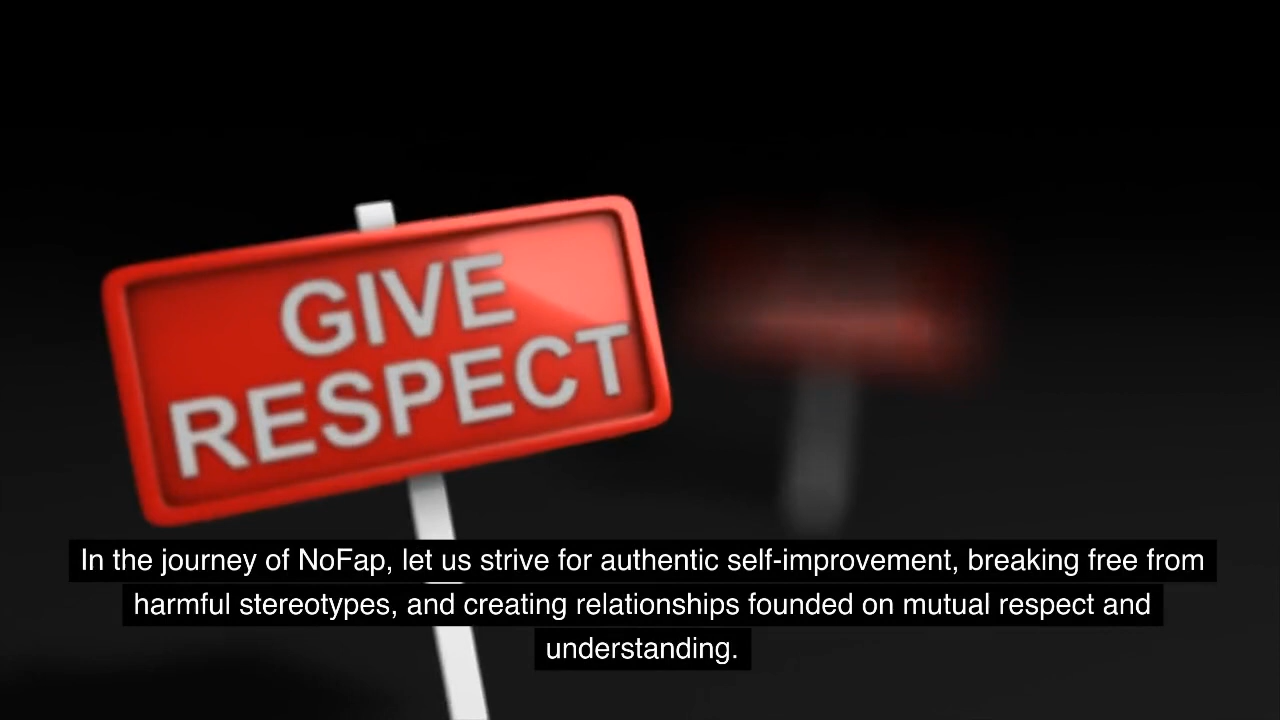 GIVE
RESPECT
In the journey of NoFap, let us strive for authentic self-improvement, breaking free from
harmful stereotypes, and creating relationships founded on mutual respect and
understanding.